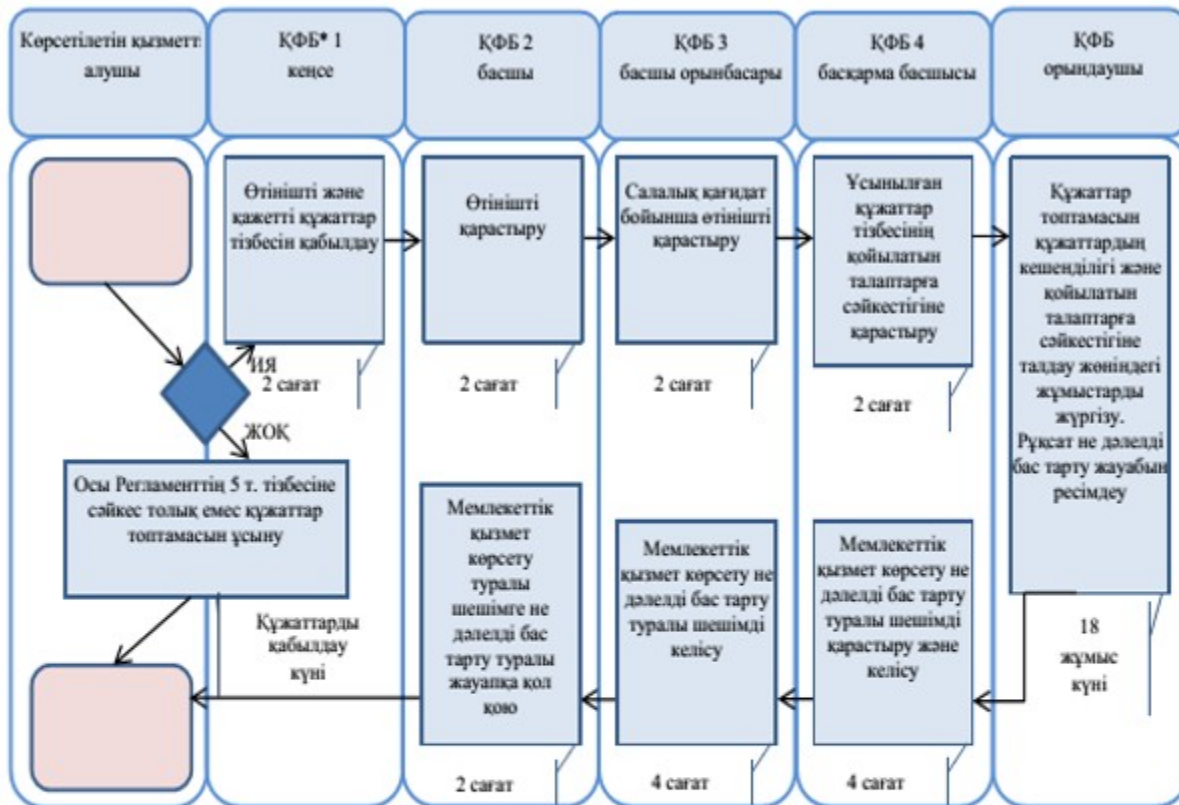 Көрсетілетін қызметт
алушы
ҚФБ* 1
кеңсе
ҚФБ 2
басшы
ҚФБ 3
басшы орынбасары
ҚФБ 4
басқарма басшысы
ҚФБ
орындаушы
Өтінішті және
қажетті құжаттар
тізбесін қабылдау
Өтінішті
қарастыру
Салалық қағидат
бойынша өтінішті
қарастыру
Ұсынылған
құжаттар
тізбесінің
қойылатын
талаптарға
сәйкестігіне
қарастыру
Құжаттар
топтамасын
құжаттардың
кешенділігі және
қойылатын
талаптарға
сәйкестігіне
талдау жөніндегі
жұмыстарды
жүргізу.
Рұқсат не дәлелді
бас тарту жауабын
ресімдеу
ИЯ
2 сағат
2 сағат
2 сағат
2 сағат
ЖОҚ
Осы Регламенттің 5 т. тізбесіне
сәйкес толық емес құжаттар
топтамасын ұсыну
Мемлекеттік
қызмет
көрсету
туралы
шешімге не
дәлелді бас
тарту туралы
жауапқа қол
қою
Мемлекеттік
қызмет көрсету не
дәлелді бас тарту
туралы шешімді
келісу
Мемлекеттік
қызмет көрсету не
дәлелді бас тарту
туралы шешімді
қарастыру және
келісу
Құжаттарды
қабылдау
күні
18
жұмыс
күні
2 сағат
4 сағат
4 сағат